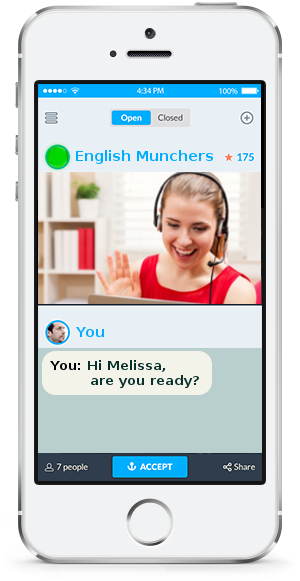 4:34 PM 100%
Open Closed
English Munchers ★ 175
You
You: Hi Melissa,
are you ready?
7 people ACCEPT Share